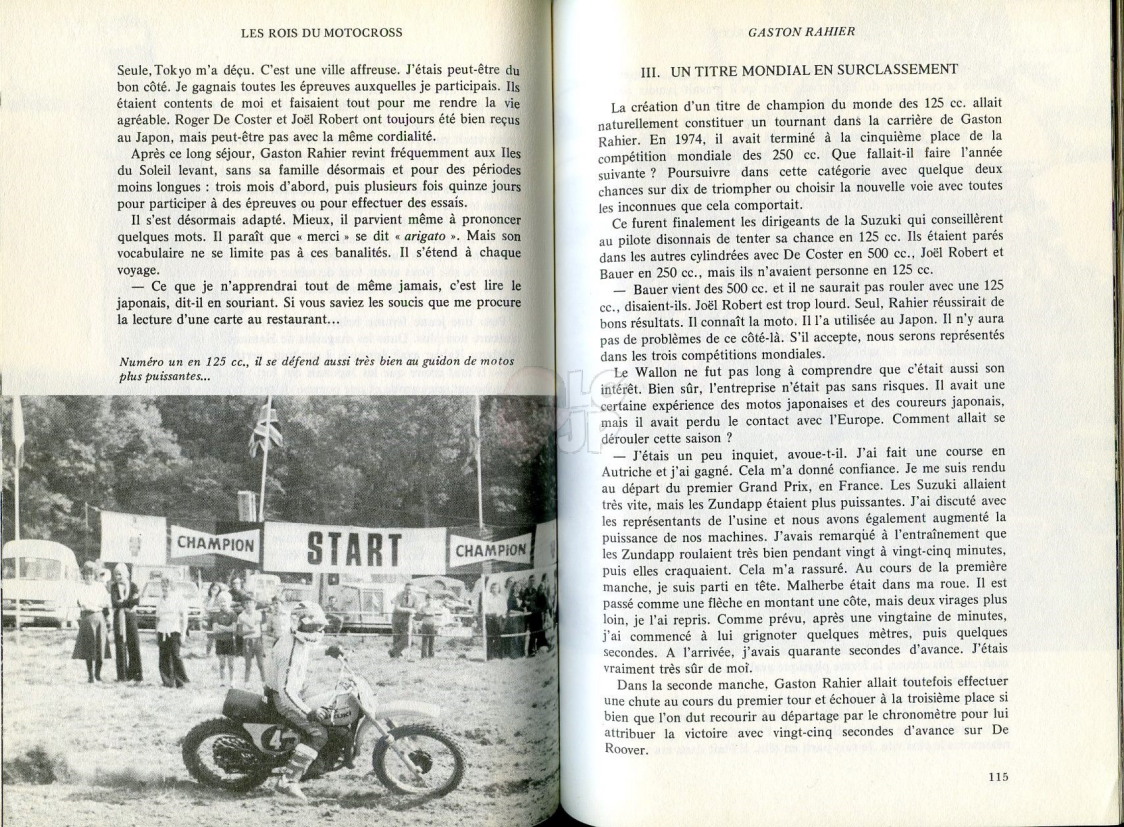 LES ROIS DU MOTOCROSS
Seule, Tokyo m'a déçu. C'est une ville affreuse. J'étais peut-être du
bon côté. Je gagnais toutes les épreuves auxquelles je participais. Ils
étaient contents de moi et faisaient tout pour me rendre la vie
agréable. Roger De Coster et Joël Robert ont toujours été bien reçus
au Japon, mais peut-être pas avec la même cordialité.
Après ce long séjour, Gaston Rahier revint fréquemment aux Iles
du Soleil levant, sans sa famille désormais et pour des périodes
moins longues : trois mois d'abord, puis plusieurs fois quinze jours
pour participer à des épreuves ou pour effectuer des essais.
Il s'est désormais adapté. Mieux, il parvient même à prononcer
quelques mots. Il paraît que « merci » se dit « arigato ». Mais son
vocabulaire ne se limite pas à ces banalités. Il s'étend à chaque
voyage.
— Ce que je n'apprendrai tout de même jamais, c'est lire le
japonais, dit-il en souriant. Si vous saviez les soucis que me procure
la lecture d'une carte au restaurant...
Numéro un en 125 cc., il se défend aussi très bien au guidon de motos
plus puissantes...
CHAMPION
START
CHAMPION
4
GASTON RAHIER
III. UN TITRE MONDIAL EN SURCLASSEMENT
La création d'un titre de champion du monde des 125 cc. allait
naturellement constituer un tournant dans la carrière de Gaston
Rahier. En 1974, il avait terminé à la cinquième place de la
compétition mondiale des 250 cc. Que fallait-il faire l'année
suivante ? Poursuivre dans cette catégorie avec quelque deux
chances sur dix de triompher ou choisir la nouvelle voie avec toutes
les inconnues que cela comportait.
Ce furent finalement les dirigeants de la Suzuki qui conseillèrent
au pilote disonnais de tenter sa chance en 125 cc. Ils étaient parés
dans les autres cylindrées avec De Coster en 500 cc., Joël Robert et
Bauer en 250 cc., mais ils n'avaient personne en 125 cc.
— Bauer vient des 500 cc. et il ne saurait pas rouler avec une 125
cc., disaient-ils. Joël Robert est trop lourd. Seul, Rahier réussirait de
bons résultats. Il connaît la moto. Il l'a utilisée au Japon. Il n'y aura
pas de problèmes de ce côté-là. S'il accepte, nous serons représentés
dans les trois compétitions mondiales.
Le Wallon ne fut pas long à comprendre que c'était aussi son
intérêt. Bien sûr, l'entreprise n'était pas sans risques. Il avait une
certaine expérience des motos japonaises et des coureurs japonais,
mais il avait perdu le contact avec l'Europe. Comment allait se
dérouler cette saison ?
— J'étais un peu inquiet, avoue-t-il. J'ai fait une course en
Autriche et j'ai gagné. Cela m'a donné confiance. Je me suis rendu
au départ du premier Grand Prix, en France. Les Suzuki allaient
très vite, mais les Zundapp étaient plus puissantes. J'ai discuté avec
les représentants de l'usine et nous avons également augmenté la
puissance de nos machines. J'avais remarqué à l'entraînement que
les Zundapp roulaient très bien pendant vingt à vingt-cinq minutes,
puis elles craquaient. Cela m'a rassuré. Au cours de la première
manche, je suis parti en tête. Malherbe était dans ma roue. Il est
passé comme une flèche en montant une côte, mais deux virages plus
loin, je l'ai repris. Comme prévu, après une vingtaine de minutes,
j'ai commencé à lui grignoter quelques mètres, puis quelques
secondes. A l'arrivée, j'avais quarante secondes d'avance. J'étais
vraiment très sûr de moi.
Dans la seconde manche, Gaston Rahier allait toutefois effectuer
une chute au cours du premier tour et échouer à la troisième place si
bien que l'on dut recourir au départage par le chronomètre pour lui
attribuer la victoire avec vingt-cinq secondes d'avance sur De
Roover.
115